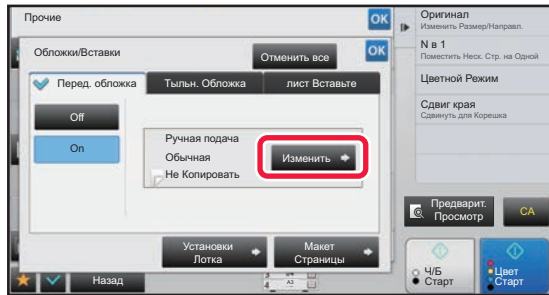 Прочие
OK
Обложки/Вставки
Отменить все
OK
Перед. обложка
Тыльн. Обложка
лист Вставьте
Off
On
Ручная подача
Обычная
Не Копировать
Изменить
Установки
Лотка
Макет
Страницы
Назад
A3
4
Оригинал
Изменить Размер/Направл.
N в 1
Поместить Неск. Стр. на Одной
Цветной Режим
Сдвиг края
Сдвинуть для Корешка
Предварит.
Просмотр
CA
Ч/Б
Старт
Цвет
Старт